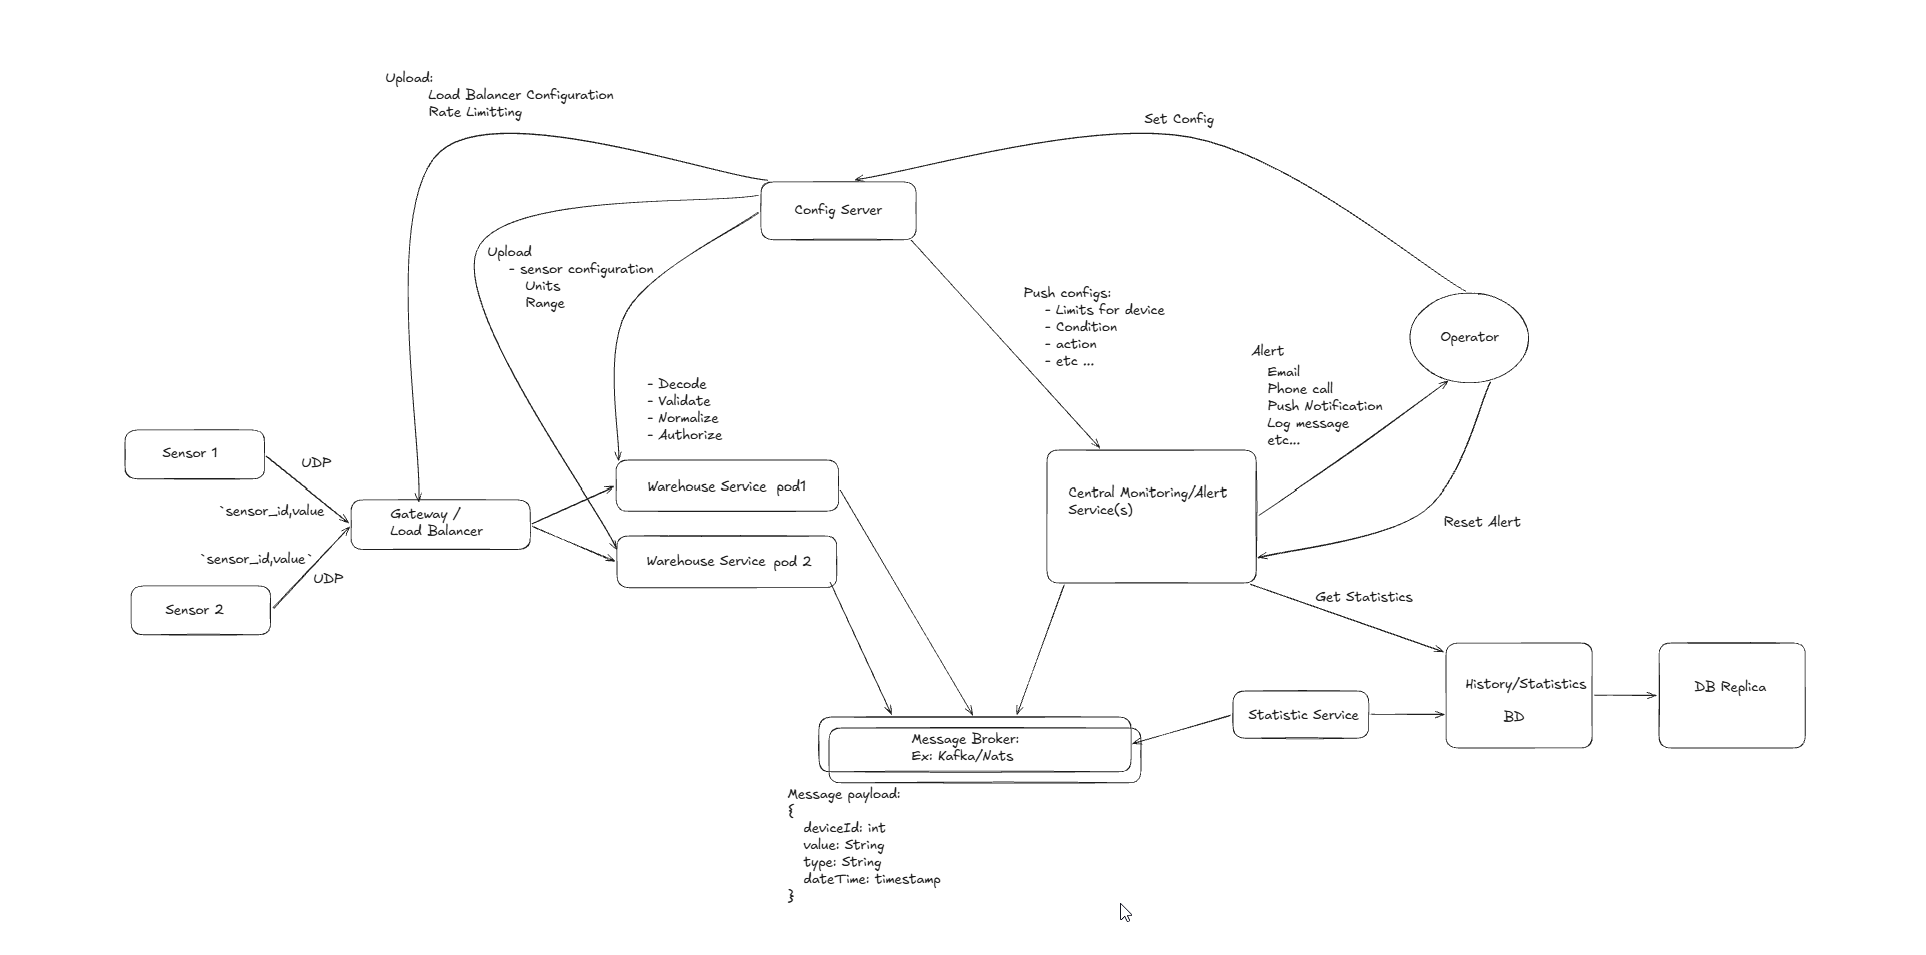 Upload:
Load Balancer Configuration
Rate Limitting
Set Config
Config Server
Upload
- sensor configuration
Units
Range
Push configs:
- Limits for device
- Condition
- action
- etc ...
Operator
Alert
Email
Phone call
Push Notification
Log message
etc...
- Decode
- Validate
- Normalize
- Authorize
Sensor 1
UDP
`sensor_id,value
Gateway /
Load Balancer
`sensor_id,value`
UDP
Sensor 2
Warehouse Service pod1
Warehouse Service pod 2
Central Monitoring/Alert
Service(s)
Reset Alert
Get Statistics
History/Statistics
BD
DB Replica
Statistic Service
Message Broker:
Ex: Kafka/Nats
Message payload:
{
deviceId: int
value: String
type: String
dateTime: timestamp
}